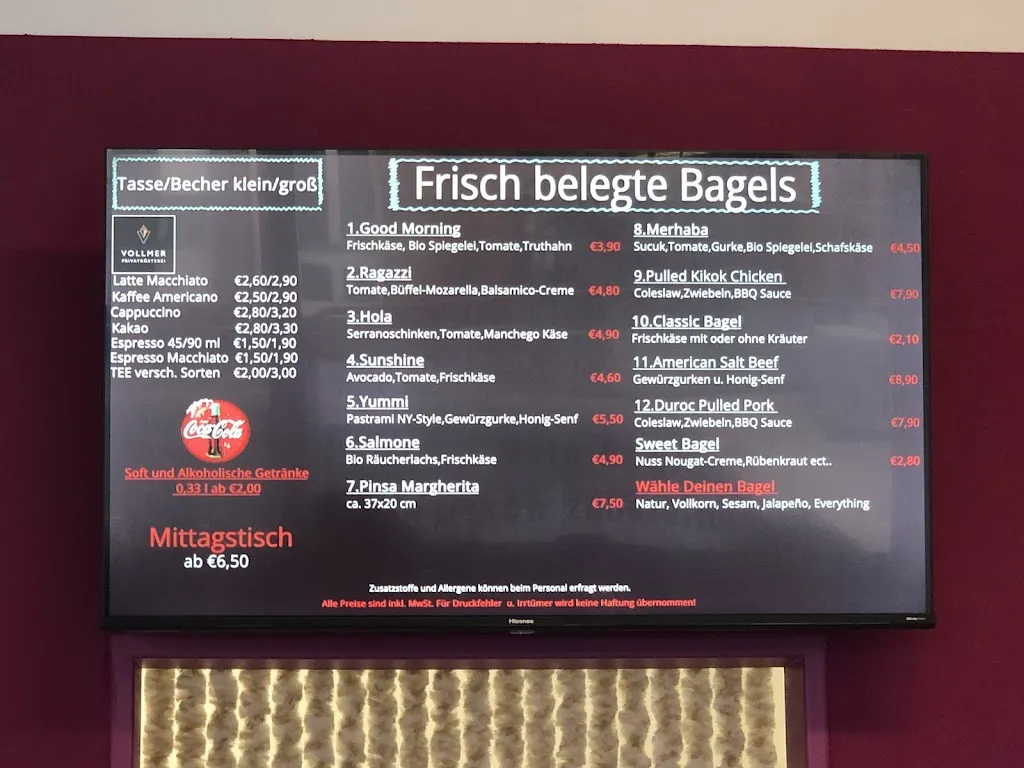 Tasse/Becher klein/groß
VOLLMER
PRIVATRÖSTEREI
Latte Macchiato €2,60/2,90
Kaffee Americano €2,50/2,90
Cappuccino €2,80/3,20
Kakao €2,80/3,30
Espresso 45/90 ml €1,50/1,90
Espresso Macchiato €1,50/1,90
TEE versch. Sorten €2,00/3,00
Coca-Cola
Soft und Alkoholische Getränke
0,33 l ab €2,00
Mittagstisch
ab €6,50
Frisch belegte Bagels
1.Good Morning
Frischkäse, Bio Spiegelei,Tomate,Truthahn €3,90
2.Ragazzi
Tomate,Büffel-Mozarella,Balsamico-Creme €4,80
3.Hola
Serranoschinken,Tomate,Manchego Käse €4,90
4.Sunshine
Avocado,Tomate,Frischkäse €4,60
5.Yummi
Pastrami NY-Style,Gewürzgurke,Honig-Senf €5,50
6.Salmone
Bio Räucherlachs,Frischkäse €4,90
7.Pinsa Margherita
ca. 37x20 cm €7,50
8.Merhaba
Sucuk,Tomate,Gurke,Bio Spiegelei,Schafskäse €4,50
9.Pulled Kikok Chicken
Coleslaw,Zwiebeln,BBQ Sauce €7,90
10.Classic Bagel
Frischkäse mit oder ohne Kräuter €2,10
11.American Salt Beef
Gewürzgurken u. Honig-Senf €8,90
12.Duroc Pulled Pork
Coleslaw,Zwiebeln,BBQ Sauce €7,90
Sweet Bagel
Nuss Nougat-Creme,Rübenkraut ect.. €2,80
Wähle Deinen Bagel
Natur, Vollkorn, Sesam, Jalapeño, Everything
Zusatzstoffe und Allergene können beim Personal erfragt werden.
Alle Preise sind inkl. MwSt. Für Druckfehler u. Irrtümer wird keine Haftung übernommen!
Hisense